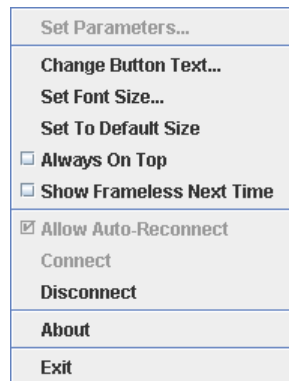 Set Parameters...
Change Button Text...
Set Font Size...
Set To Default Size
Always On Top
Show Frameless Next Time
Allow Auto-Reconnect
Connect
Disconnect
About
Exit